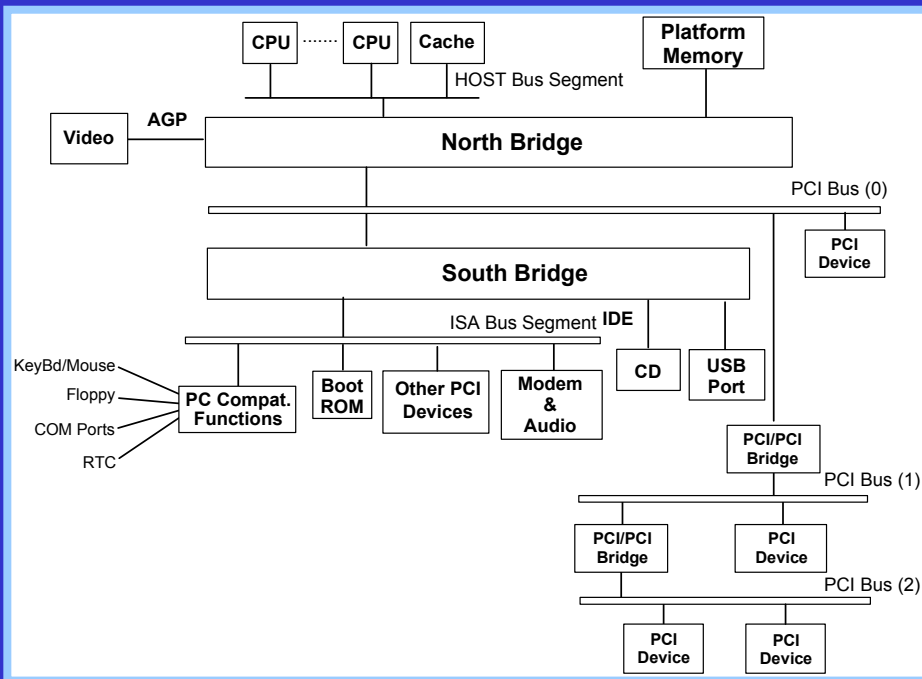 CPU
........
CPU
Cache
Platform
Memory
HOST Bus Segment
AGP
Video
North Bridge
PCI Bus (0)
PCI
Device
South Bridge
ISA Bus Segment
IDE
KeyBd/Mouse
Floppy
COM Ports
RTC
PC Compat.
Functions
Boot
ROM
Other PCI
Devices
Modem
&
Audio
CD
USB
Port
PCI/PCI
Bridge
PCI Bus (1)
PCI/PCI
Bridge
PCI
Device
PCI Bus (2)
PCI
Device
PCI
Device